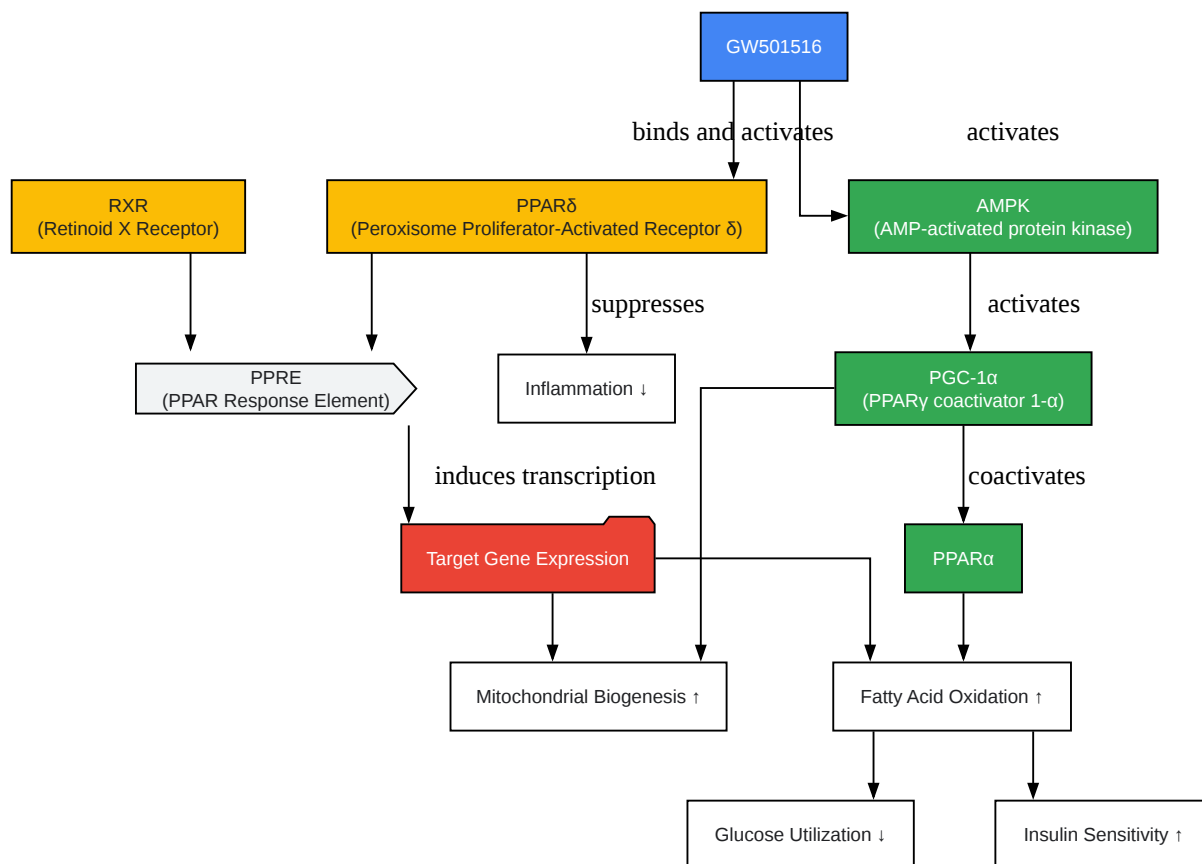 GW501516
binds and activates
activates
RXR
(Retinoid X Receptor)
PPARδ
(Peroxisome Proliferator-Activated Receptor δ)
AMPK
(AMP-activated protein kinase)
suppresses
activates
PPRE
(PPAR Response Element)
Inflammation ↓
PGC-1α
(PPARγ coactivator 1-α)
induces transcription
coactivates
Target Gene Expression
PPARα
Mitochondrial Biogenesis ↑
Fatty Acid Oxidation ↑
Glucose Utilization ↓
Insulin Sensitivity ↑